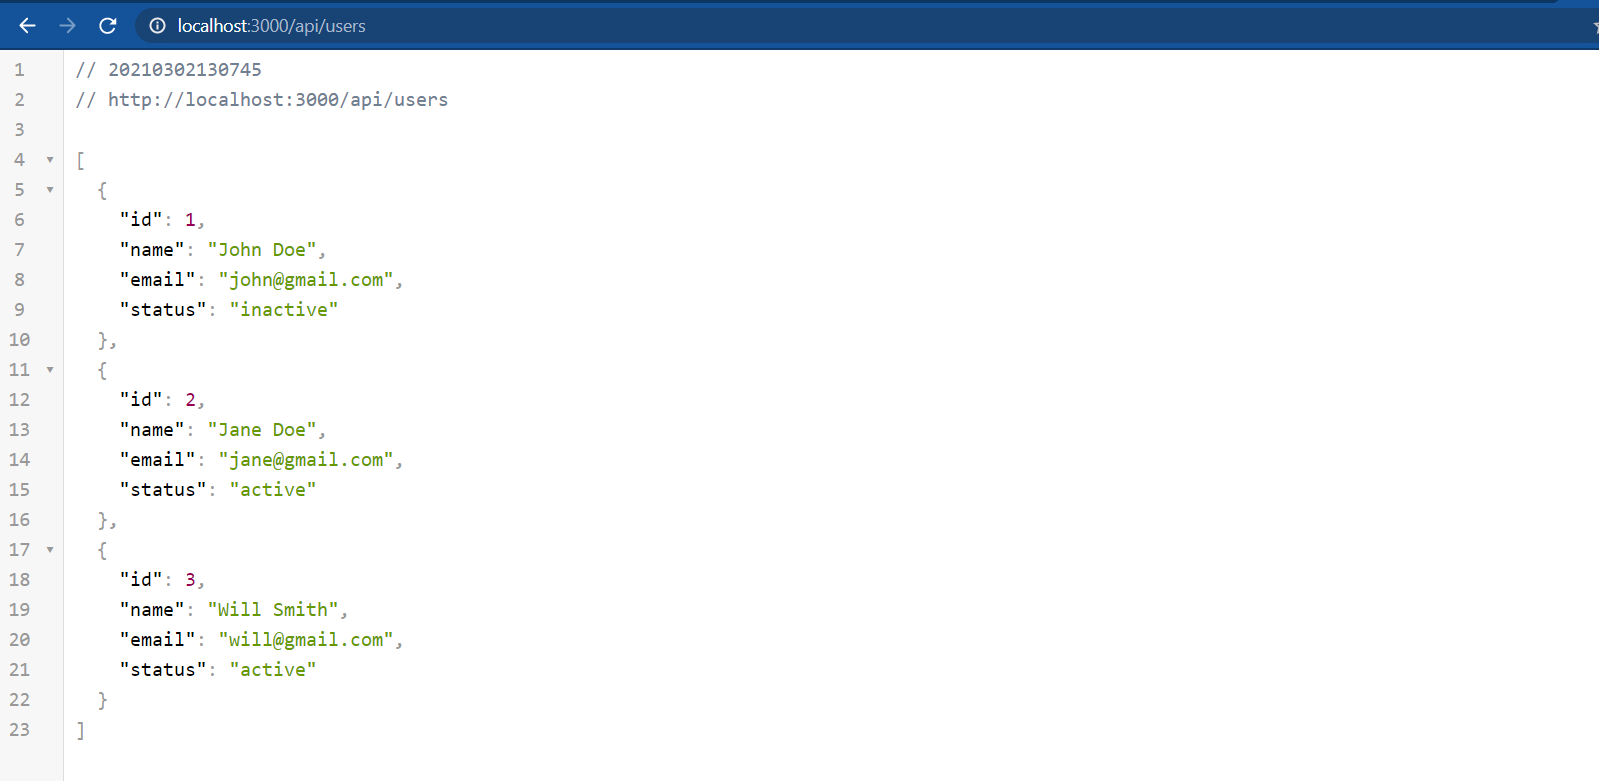 localhost:3000/api/users
1 // 20210302130745
2 // http://localhost:3000/api/users
3
4 [
5 {
6 "id": 1,
7 "name": "John Doe",
8 "email": "john@gmail.com",
9 "status": "inactive"
10 },
11 {
12 "id": 2,
13 "name": "Jane Doe",
14 "email": "jane@gmail.com",
15 "status": "active"
16 },
17 {
18 "id": 3,
19 "name": "Will Smith",
20 "email": "will@gmail.com",
21 "status": "active"
22 }
23 ]